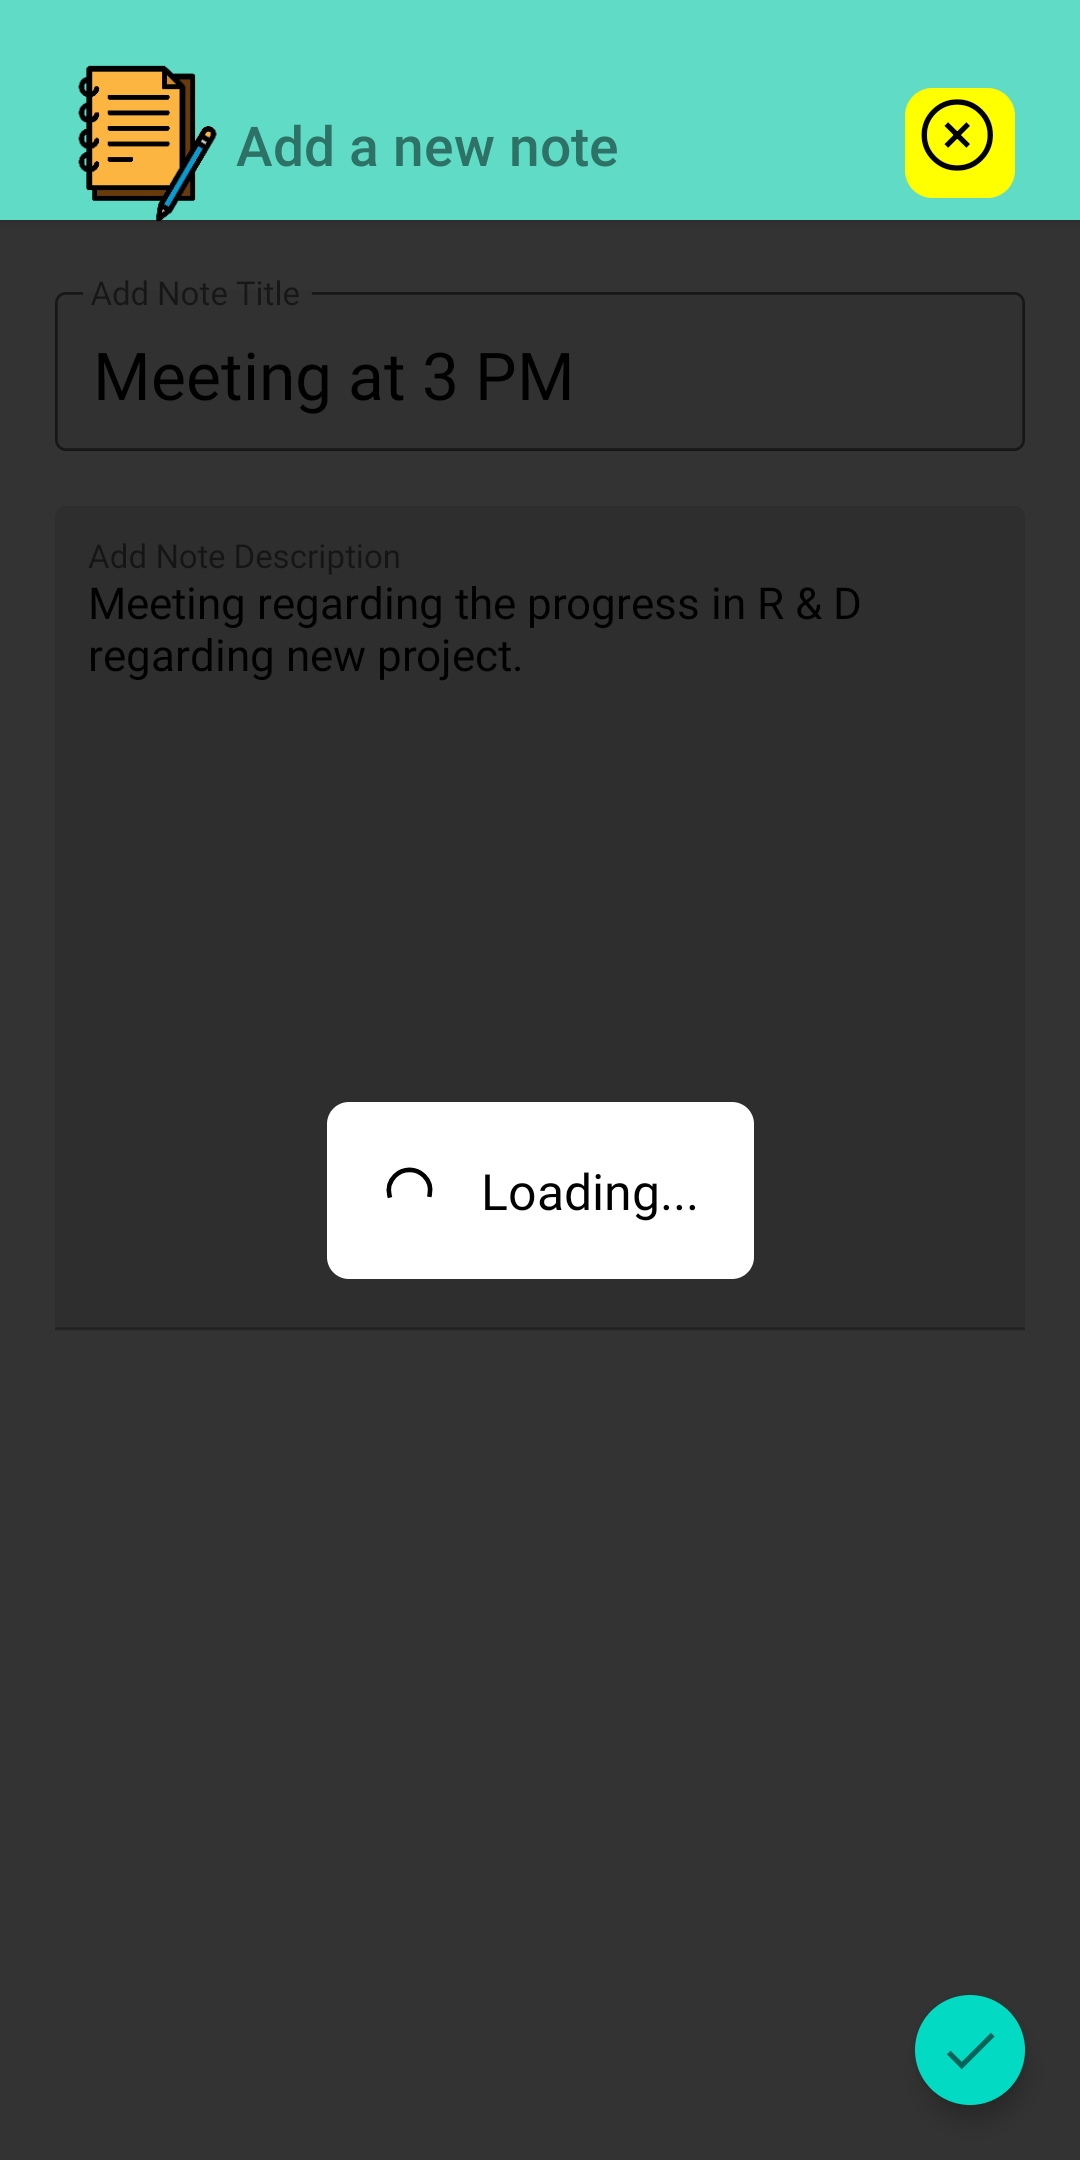 Add a new note
Add Note Title
Meeting at 3 PM
Add Note Description
Meeting regarding the progress in R & D
regarding new project.
Loading...